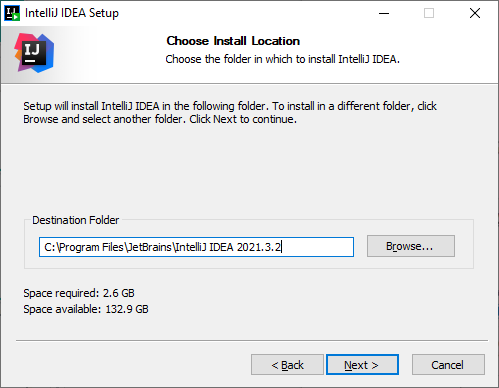 IntelliJ IDEA Setup
IJ
Choose Install Location
Choose the folder in which to install IntelliJ IDEA.
Setup will install IntelliJ IDEA in the following folder. To install in a different folder, click
Browse and select another folder. Click Next to continue.
Destination Folder
C:\Program Files\JetBrains\IntelliJ IDEA 2021.3.2
Browse...
Space required: 2.6 GB
Space available: 132.9 GB
< Back
Next >
Cancel